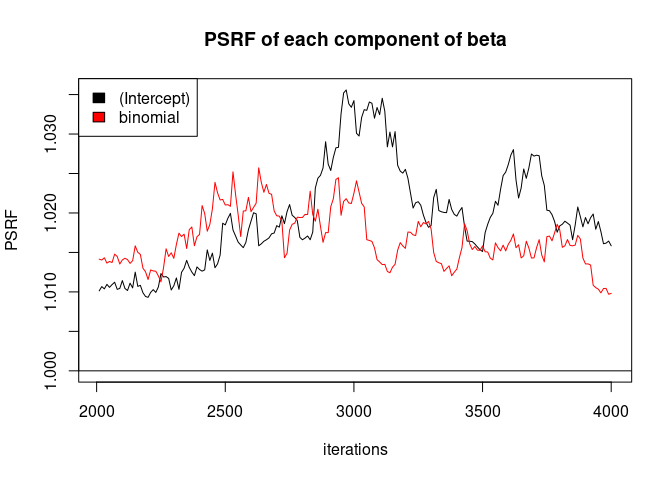 PSRF of each component of beta
(Intercept)
binomial
PSRF
1.030
1.020
1.010
1.000
2000 2500 3000 3500 4000
iterations